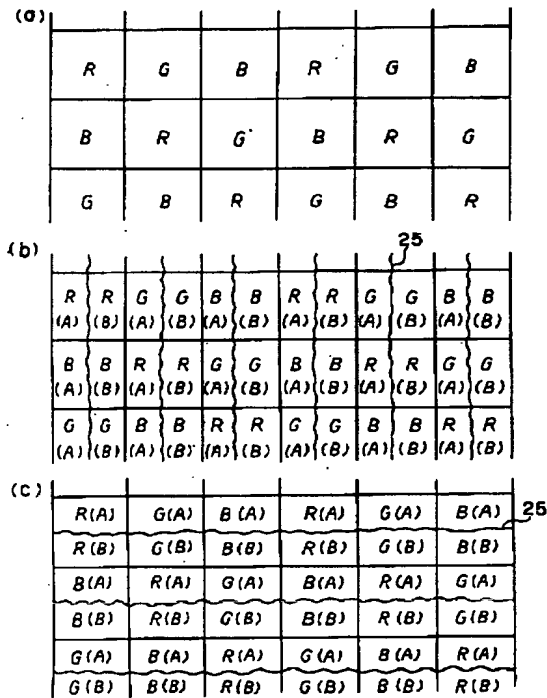 (a)
R G B R G B
B R G B R G
G B R G B R
(b) 25
R R G G B B R R G G B B
(A) (B) (A) (B) (A) (B) (A) (B) (A) (B) (A) (B)
B B R R G G B B R R G G
(A) (B) (A) (B) (A) (B) (A) (B) (A) (B) (A) (B)
G G B B R R G G B B R R
(A) (B) (A) (B) (A) (B) (A) (B) (A) (B) (A) (B)
(c)
R(A) G(A) B(A) R(A) G(A) B(A) 25
R(B) G(B) B(B) R(B) G(B) B(B)
B(A) R(A) G(A) B(A) R(A) G(A)
B(B) R(B) G(B) B(B) R(B) G(B)
G(A) B(A) R(A) G(A) B(A) R(A)
G(B) B(B) R(B) G(B) B(B) R(B)